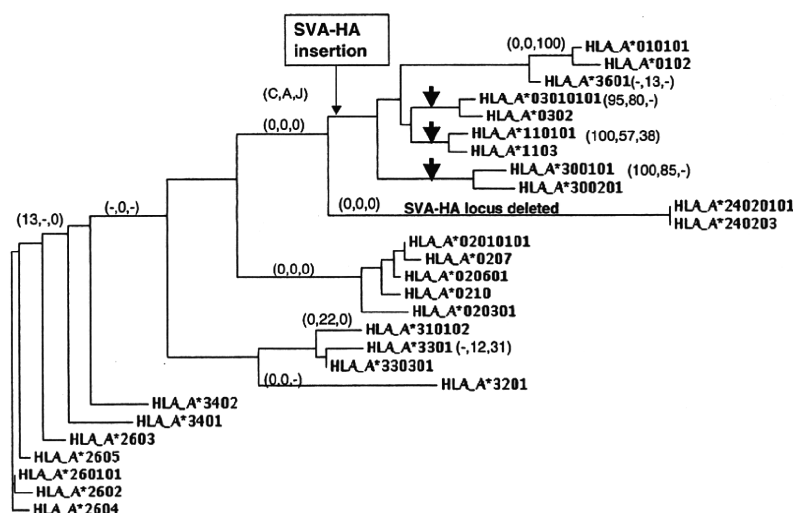 SVA-HA
insertion
(0,0,100)
HLA_A*010101
HLA_A*0102
HLA_A*3601(-,13,-)
(C,A,J)
HLA_A*03010101(95,80,-)
HLA_A*0302
(0,0,0)
HLA_A*110101 (100,57,38)
HLA_A*1103
HLA_A*300101 (100,85,-)
HLA_A*300201
(0,0,0) SVA-HA locus deleted
HLA_A*24020101
HLA_A*240203
(13,-,0)
(-,0,-)
HLA_A*02010101
HLA_A*0207
(0,0,0)
HLA_A*020601
HLA_A*0210
HLA_A*020301
(0,22,0)
HLA_A*310102
HLA_A*3301(-,12,31)
HLA_A*330301
(0,0,-)
HLA_A*3201
HLA_A*3402
HLA_A*3401
HLA_A*2603
HLA_A*2605
HLA_A*260101
HLA_A*2602
HLA_A*2604